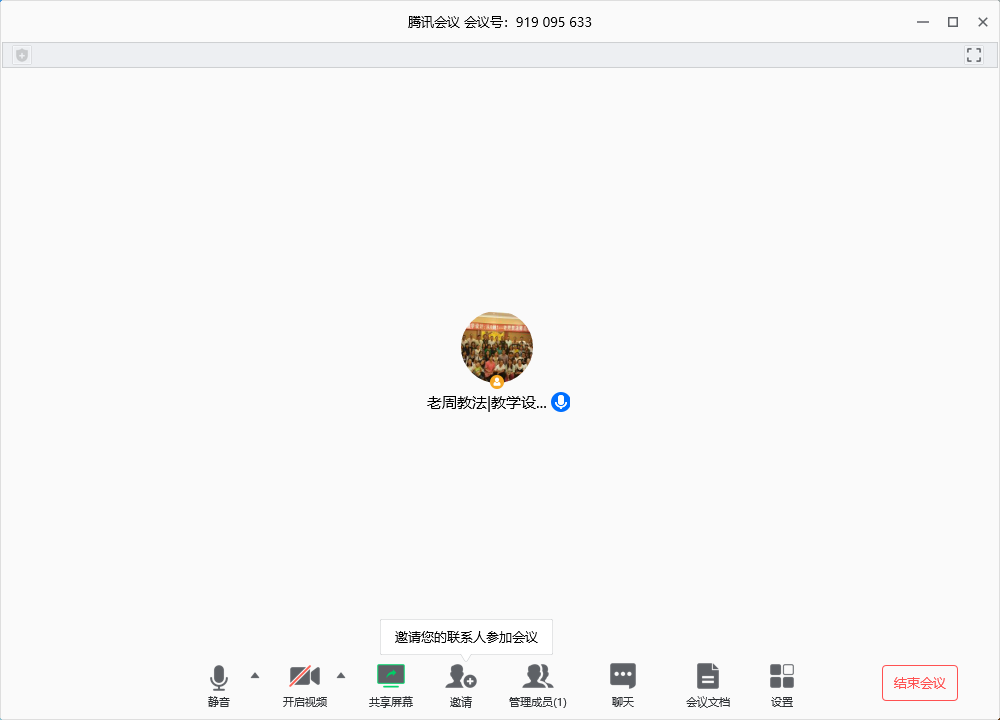 腾讯会议 会议号：919 095 633
老周教法|教学设...
邀请您的联系人参加会议
静音
开启视频
共享屏幕
邀请
管理成员(1)
聊天
会议文档
设置
结束会议